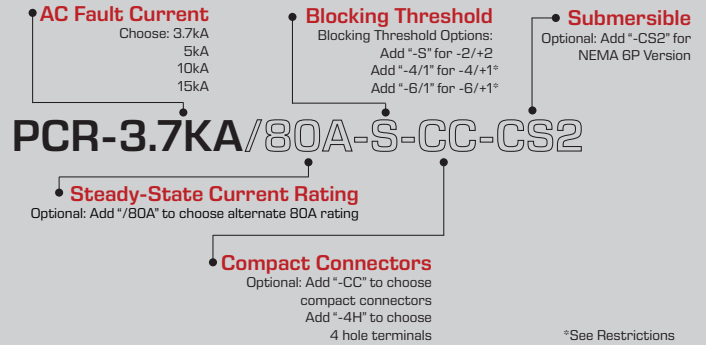 AC Fault Current
Choose: 3.7kA
5kA
10kA
15kA
Blocking Threshold
Blocking Threshold Options:
Add "-S" for -2/+2
Add "-4/1" for -4/+1*
Add "-6/1" for -6/+1*
Submersible
Optional: Add "-CS2" for
NEMA 6P Version
PCR-3.7KA/80A-S-CC-CS2
Steady-State Current Rating
Optional: Add "/80A" to choose alternate 80A rating
Compact Connectors
Optional: Add "-CC" to choose
compact connectors
Add "-4H" to choose
4 hole terminals
*See Restrictions